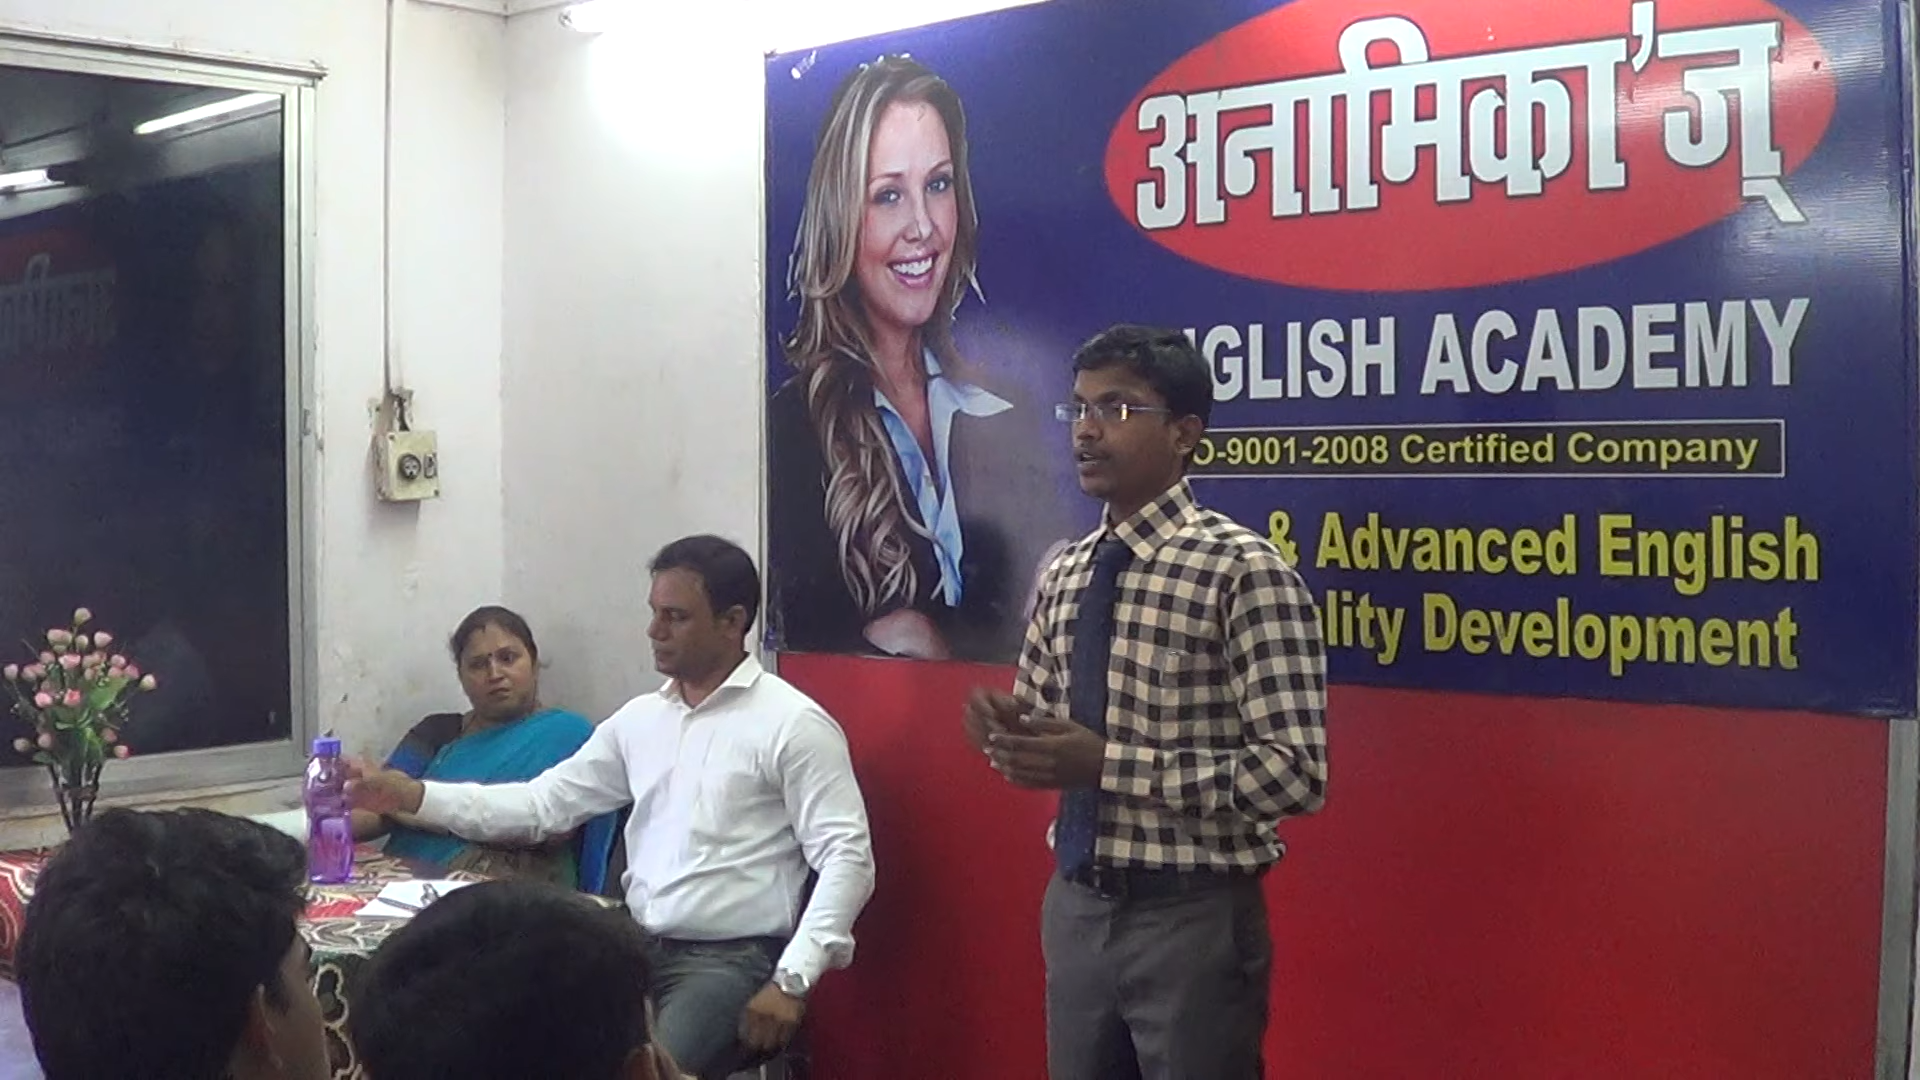 अनामिका'ज्
NGLISH ACADEMY
O-9001-2008 Certified Company
& Advanced English
lity Development